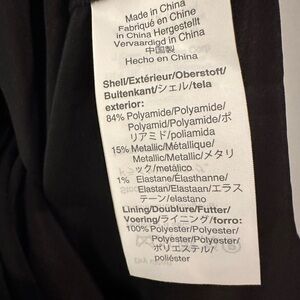 Made in China
Fabriqué en Chine
in China Hergestellt
Vervaardigd in China
中国製
Hecho en China
Shell/Extérieur/Oberstoff/
Buitenkant/シェル/tela
exterior:
84% Polyamide/Polyamide/
Polyamid/Polyamide/ポ
リアミド/poliamida
15% Metallic/Métallique/
Metallic/Metallic/メタリ
ック/metálico
1% Elastane/Élasthanne/
Elastan/Elastaan/エラス
テーン/elastano
Lining/Doublure/Futter/
Voering/ライニング/forro:
100% Polyester/Polyester/
Polyester/Polyester/
ポリエステル/
poliéster